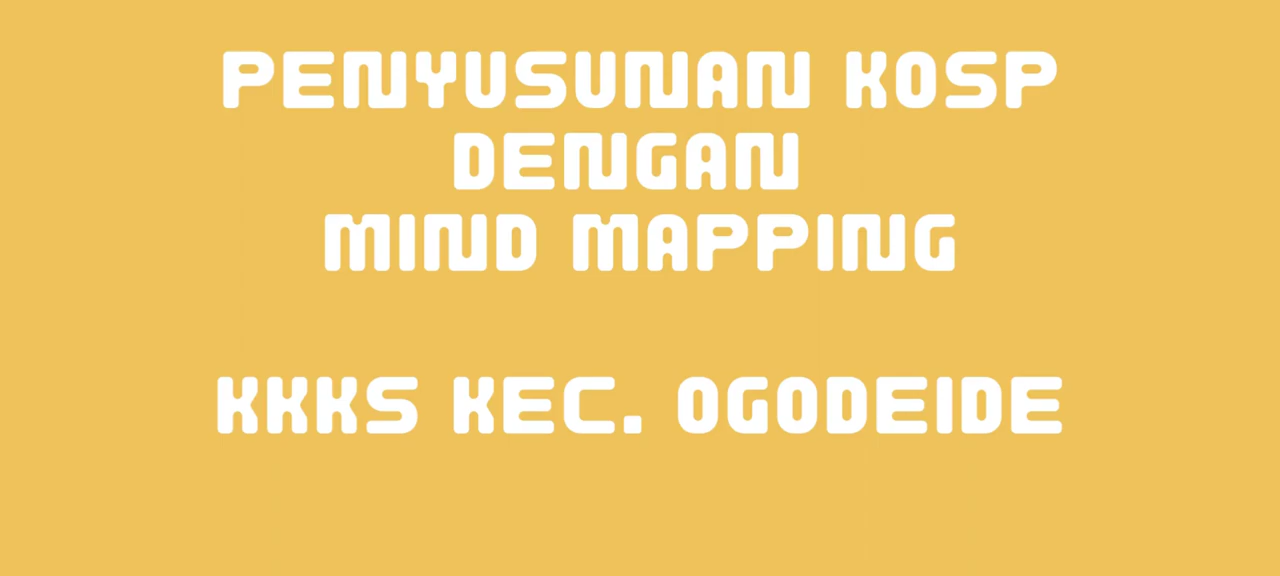 PENYUSUNAN KOSP
DENGAN
MIND MAPPING
KKKS KEC. OGODEIDE